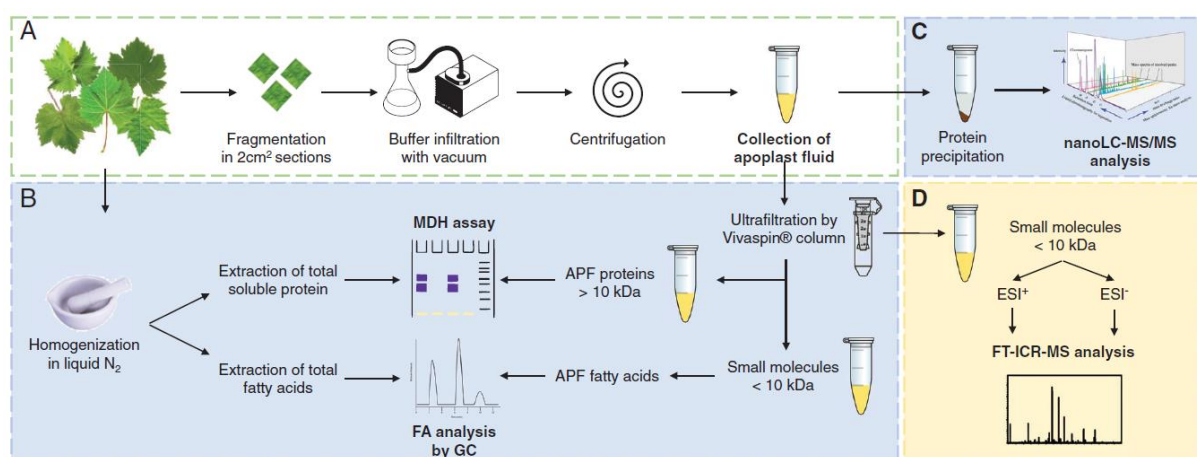 A
Fragmentation
in 2cm² sections
Buffer infiltration
with vacuum
Centrifugation
Collection of
apoplast fluid
C
Protein
precipitation
nanoLC-MS/MS
analysis
B
Homogenization
in liquid N₂
Extraction of total
soluble protein
Extraction of total
fatty acids
MDH assay
FA analysis
by GC
APF proteins
> 10 kDa
APF fatty acids
Ultrafiltration by
Vivaspin® column
Small molecules
< 10 kDa
D
Small molecules
< 10 kDa
ESI⁺
ESI⁻
FT-ICR-MS analysis